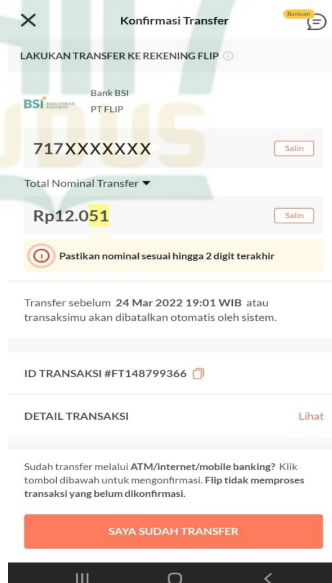 Konfirmasi Transfer
Bantuan
LAKUKAN TRANSFER KE REKENING FLIP
BSI
Bank BSI
PT FLIP
717XXXXXXX
Salin
Total Nominal Transfer
Rp12.051
Salin
Pastikan nominal sesuai hingga 2 digit terakhir
Transfer sebelum 24 Mar 2022 19:01 WIB atau
transaksimu akan dibatalkan otomatis oleh sistem.
ID TRANSAKSI #FT148799366
DETAIL TRANSAKSI
Lihat
Sudah transfer melalui ATM/internet/mobile banking? Klik
tombol dibawah untuk mengonfirmasi. Flip tidak memproses
transaksi yang belum dikonfirmasi.
SAYA SUDAH TRANSFER